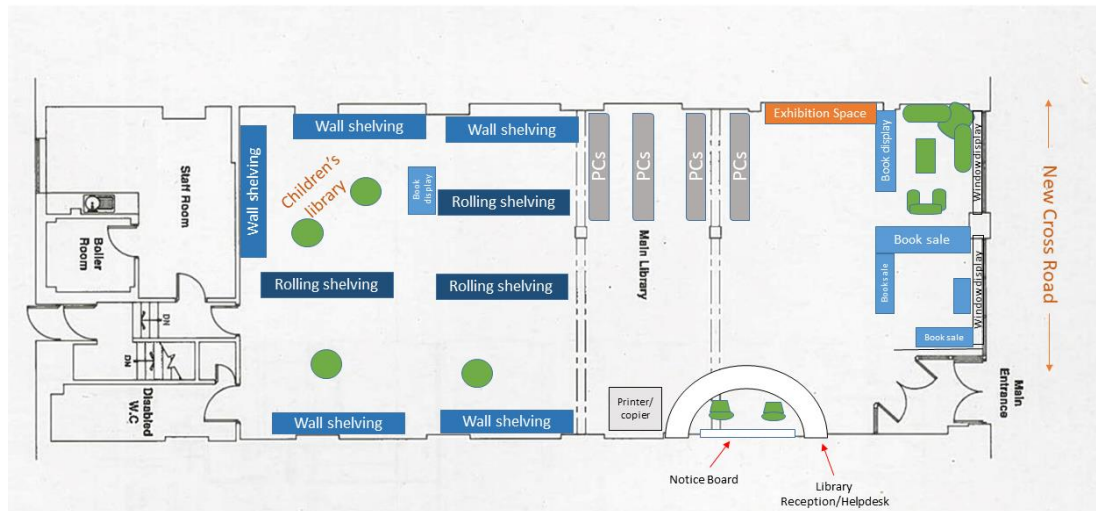 Wall shelving
Wall shelving
Exhibition Space
Wall shelving
Children's
library
Book
display
PCs
PCs
PCs
PCs
Book display
Window display
New Cross Road
Staff Room
Rolling shelving
Boiler
Room
Main Library
Book sale
Rolling shelving
Rolling shelving
Book sale
Window display
DN
DN
Book sale
Main
Entrance
Disabled
W.C
Printer/
copier
Wall shelving
Wall shelving
Notice Board
Library
Reception/Helpdesk